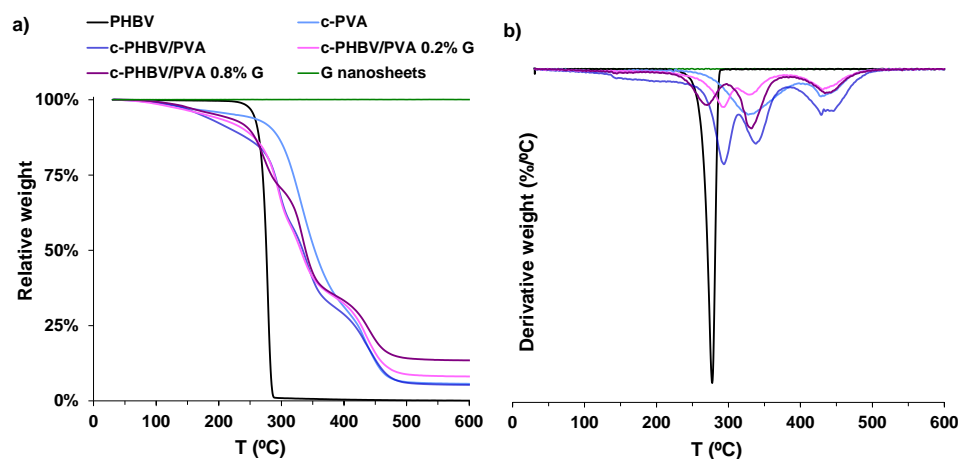 a)
PHBV
c-PVA
c-PHBV/PVA
c-PHBV/PVA 0.2% G
c-PHBV/PVA 0.8% G
G nanosheets
100%
75%
50%
25%
0%
Relative weight
0 100 200 300 400 500 600
T (ºC)
b)
Derivative weight (%/ºC)
0 100 200 300 400 500 600
T (ºC)